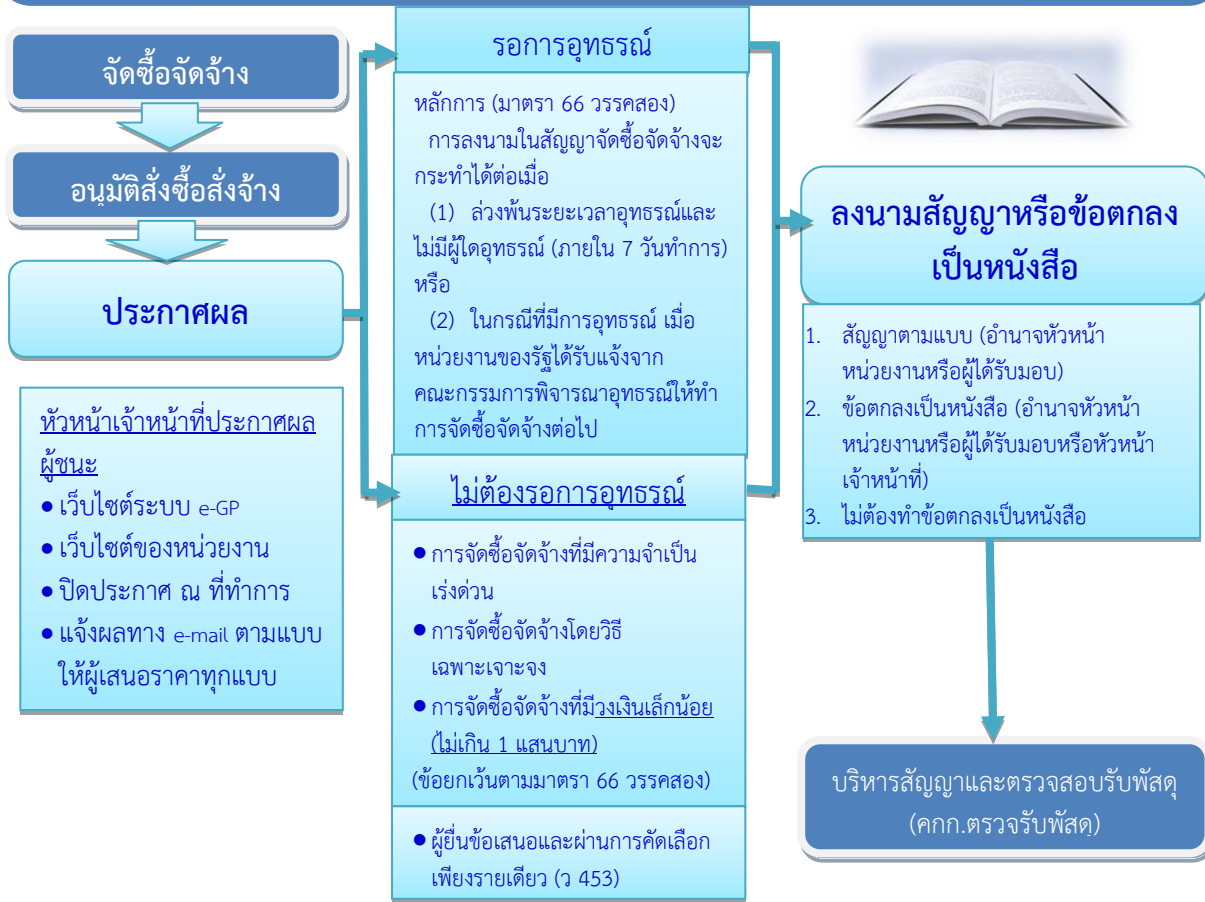 จัดซื้อจัดจ้าง
อนุมัติสั่งซื้อสั่งจ้าง
ประกาศผล
หัวหน้าเจ้าหน้าที่ประกาศผล
ผู้ชนะ
● เว็บไซต์ระบบ e-GP
● เว็บไซต์ของหน่วยงาน
● ปิดประกาศ ณ ที่ทำการ
● แจ้งผลทาง e-mail ตามแบบ
ให้ผู้เสนอราคาทุกแบบ
รอการอุทธรณ์
หลักการ (มาตรา 66 วรรคสอง)
การลงนามในสัญญาจัดซื้อจัดจ้างจะ
กระทำได้ต่อเมื่อ
(1) ล่วงพ้นระยะเวลาอุทธรณ์และ
ไม่มีผู้ใดอุทธรณ์ (ภายใน 7 วันทำการ)
หรือ
(2) ในกรณีที่มีการอุทธรณ์ เมื่อ
หน่วยงานของรัฐได้รับแจ้งจาก
คณะกรรมการพิจารณาอุทธรณ์ให้ทำ
การจัดซื้อจัดจ้างต่อไป
ไม่ต้องรอการอุทธรณ์
● การจัดซื้อจัดจ้างที่มีความจำเป็น
เร่งด่วน
● การจัดซื้อจัดจ้างโดยวิธี
เฉพาะเจาะจง
● การจัดซื้อจัดจ้างที่มีวงเงินเล็กน้อย
(ไม่เกิน 1 แสนบาท)
(ข้อยกเว้นตามมาตรา 66 วรรคสอง)
● ผู้ยื่นข้อเสนอและผ่านการคัดเลือก
เพียงรายเดียว (ว 453)
ลงนามสัญญาหรือข้อตกลง
เป็นหนังสือ
1. สัญญาตามแบบ (อำนาจหัวหน้า
หน่วยงานหรือผู้ได้รับมอบ)
2. ข้อตกลงเป็นหนังสือ (อำนาจหัวหน้า
หน่วยงานหรือผู้ได้รับมอบหรือหัวหน้า
เจ้าหน้าที่)
3. ไม่ต้องทำข้อตกลงเป็นหนังสือ
บริหารสัญญาและตรวจสอบรับพัสดุ
(คกก.ตรวจรับพัสดุ)